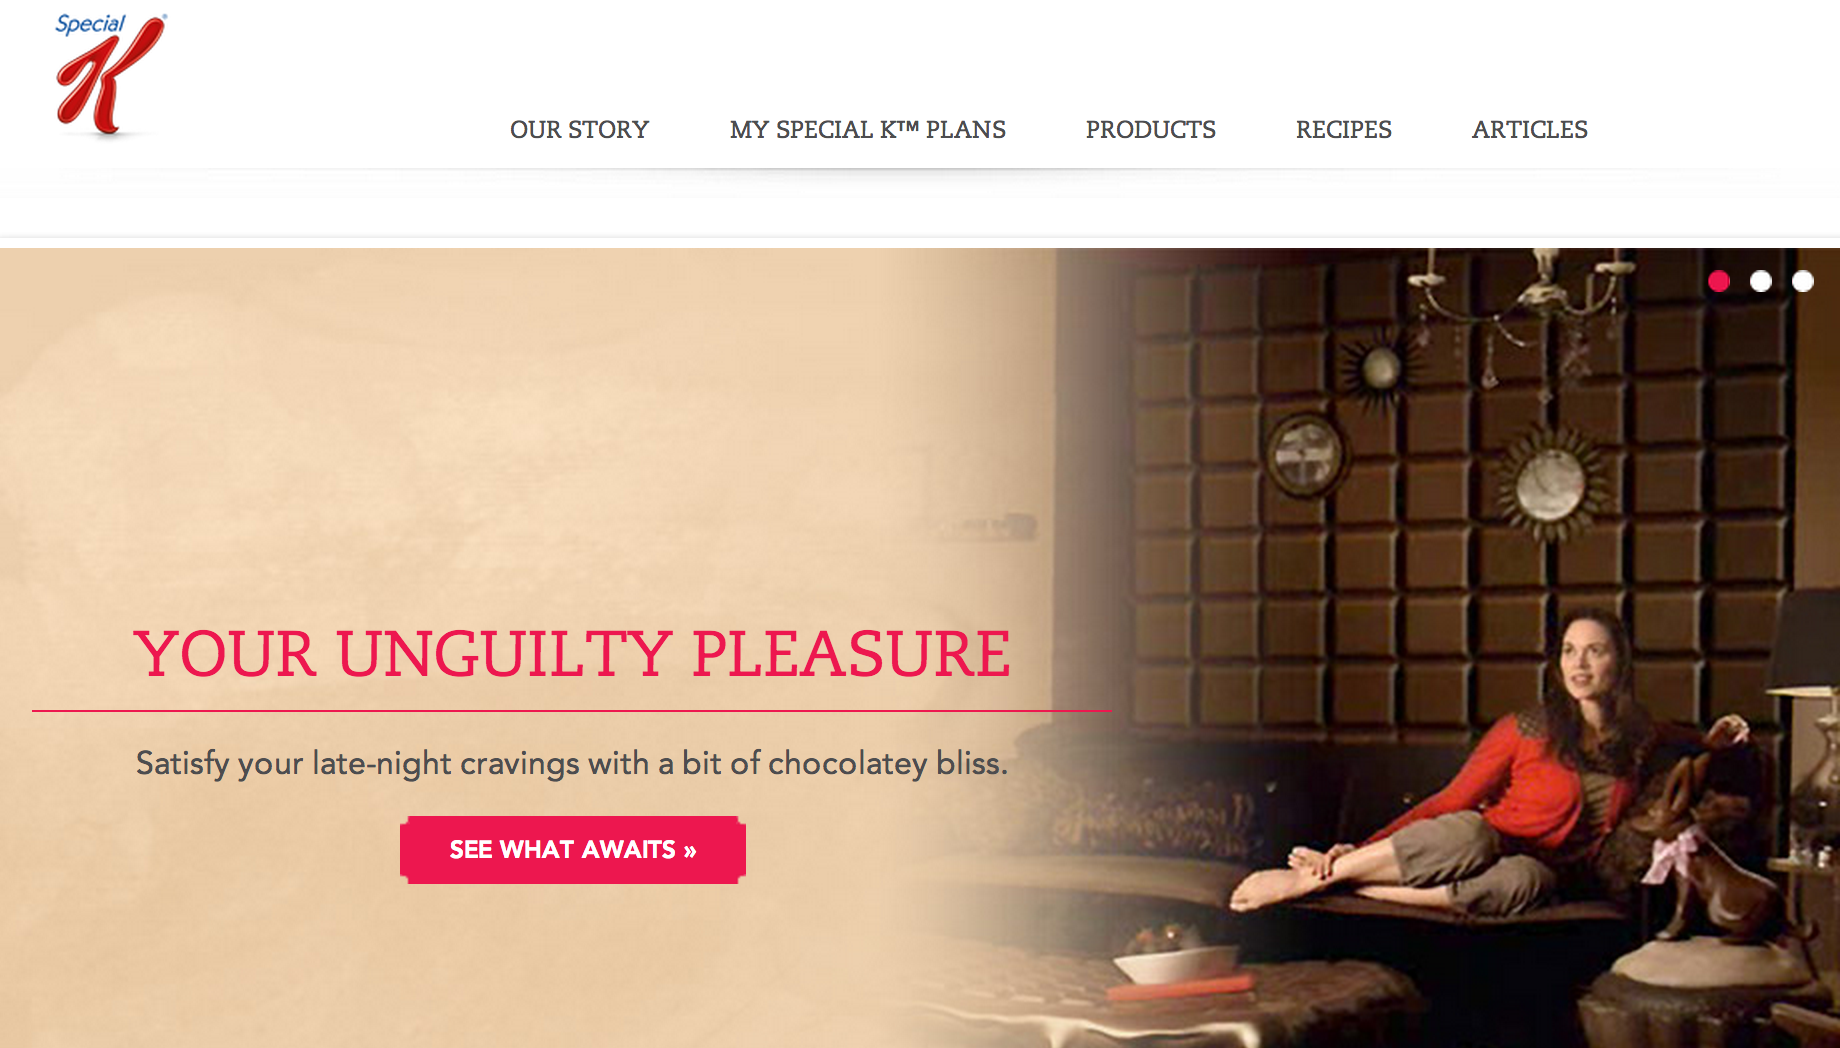 Special
K
OUR STORY
MY SPECIAL K™ PLANS
PRODUCTS
RECIPES
ARTICLES
YOUR UNGUILTY PLEASURE
Satisfy your late-night cravings with a bit of chocolatey bliss.
SEE WHAT AWAITS »